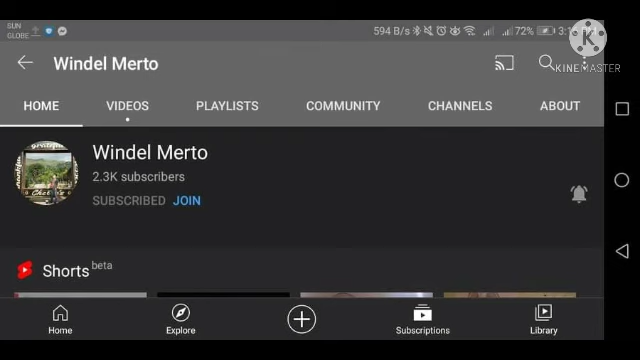 SUN
GLOBE
594 B/s
72%
Windel Merto
KINEMASTER
HOME VIDEOS PLAYLISTS COMMUNITY CHANNELS ABOUT
Windel Merto
2.3K subscribers
SUBSCRIBED JOIN
Shorts beta
Home Explore Subscriptions Library